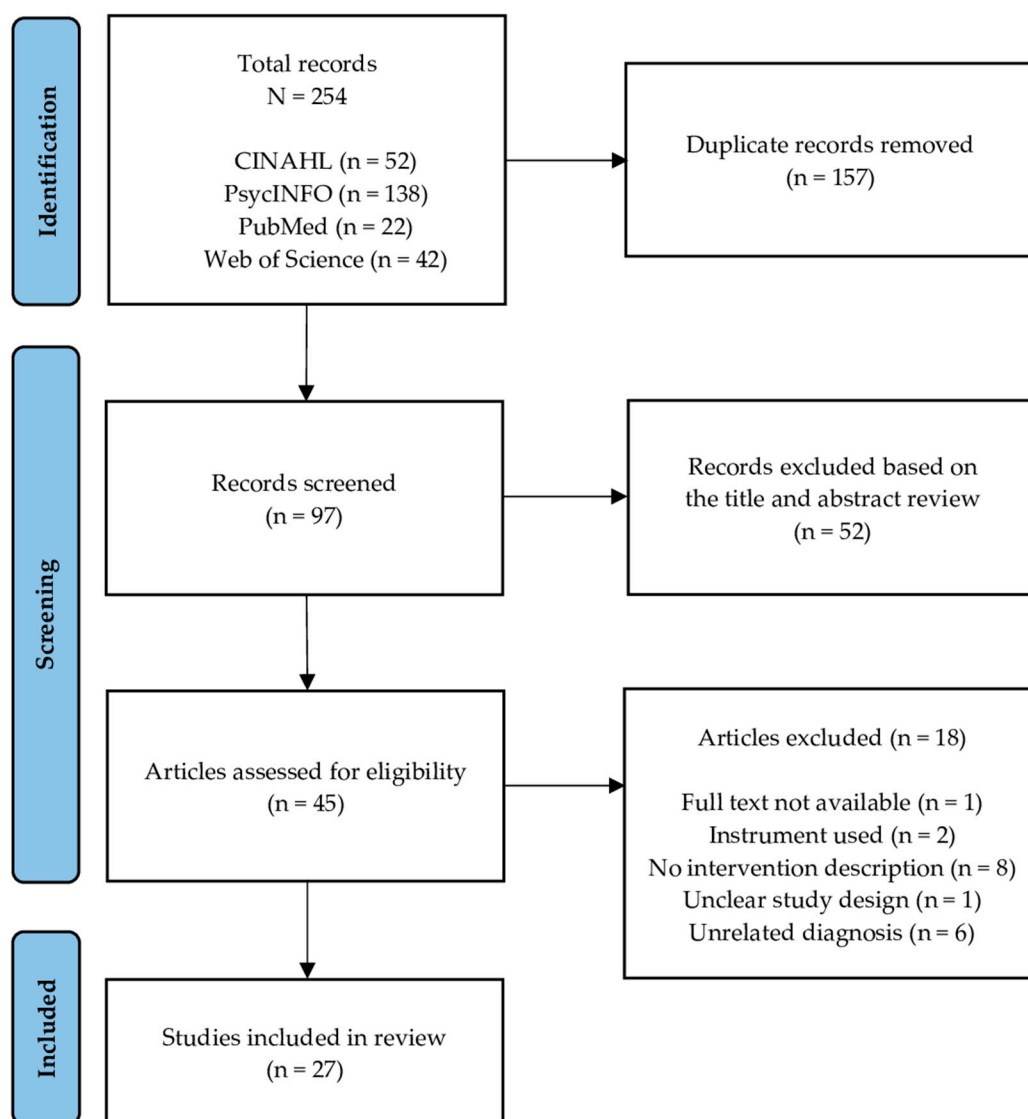 Identification
Total records
N = 254
CINAHL (n = 52)
PsycINFO (n = 138)
PubMed (n = 22)
Web of Science (n = 42)
Duplicate records removed
(n = 157)
Screening
Records screened
(n = 97)
Records excluded based on
the title and abstract review
(n = 52)
Articles assessed for eligibility
(n = 45)
Articles excluded (n = 18)
Full text not available (n = 1)
Instrument used (n = 2)
No intervention description (n = 8)
Unclear study design (n = 1)
Unrelated diagnosis (n = 6)
Included
Studies included in review
(n = 27)